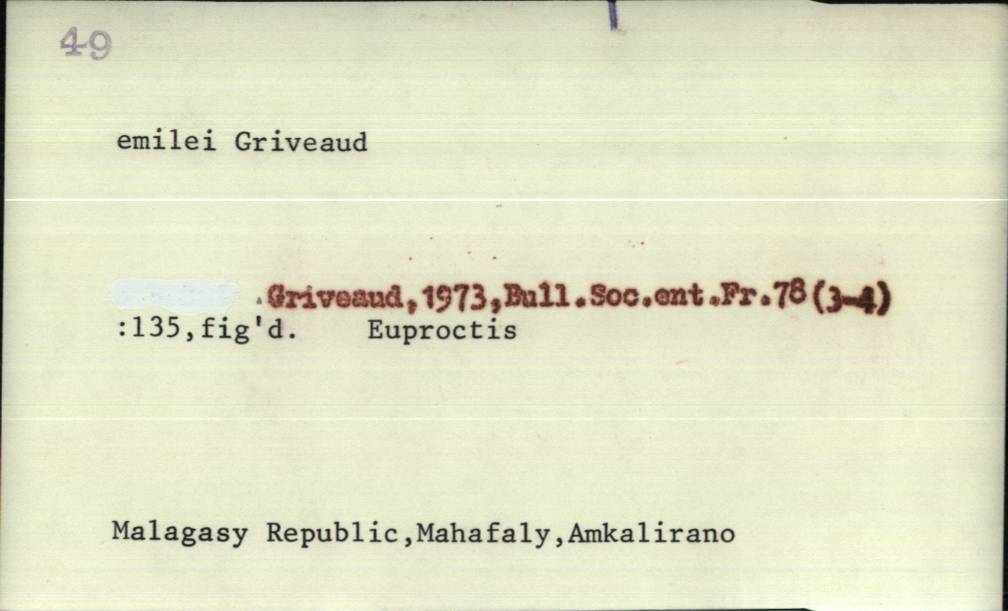 49
emilei Griveaud
.Griveaud,1973,Bull.Soc.ent.Fr.78(3-4)
:135,fig'd. Euproctis
Malagasy Republic,Mahafaly,Amkalirano